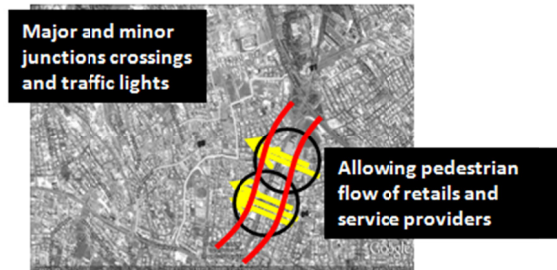 Major and minor
junctions crossings
and traffic lights
Allowing pedestrian
flow of retails and
service providers
Google